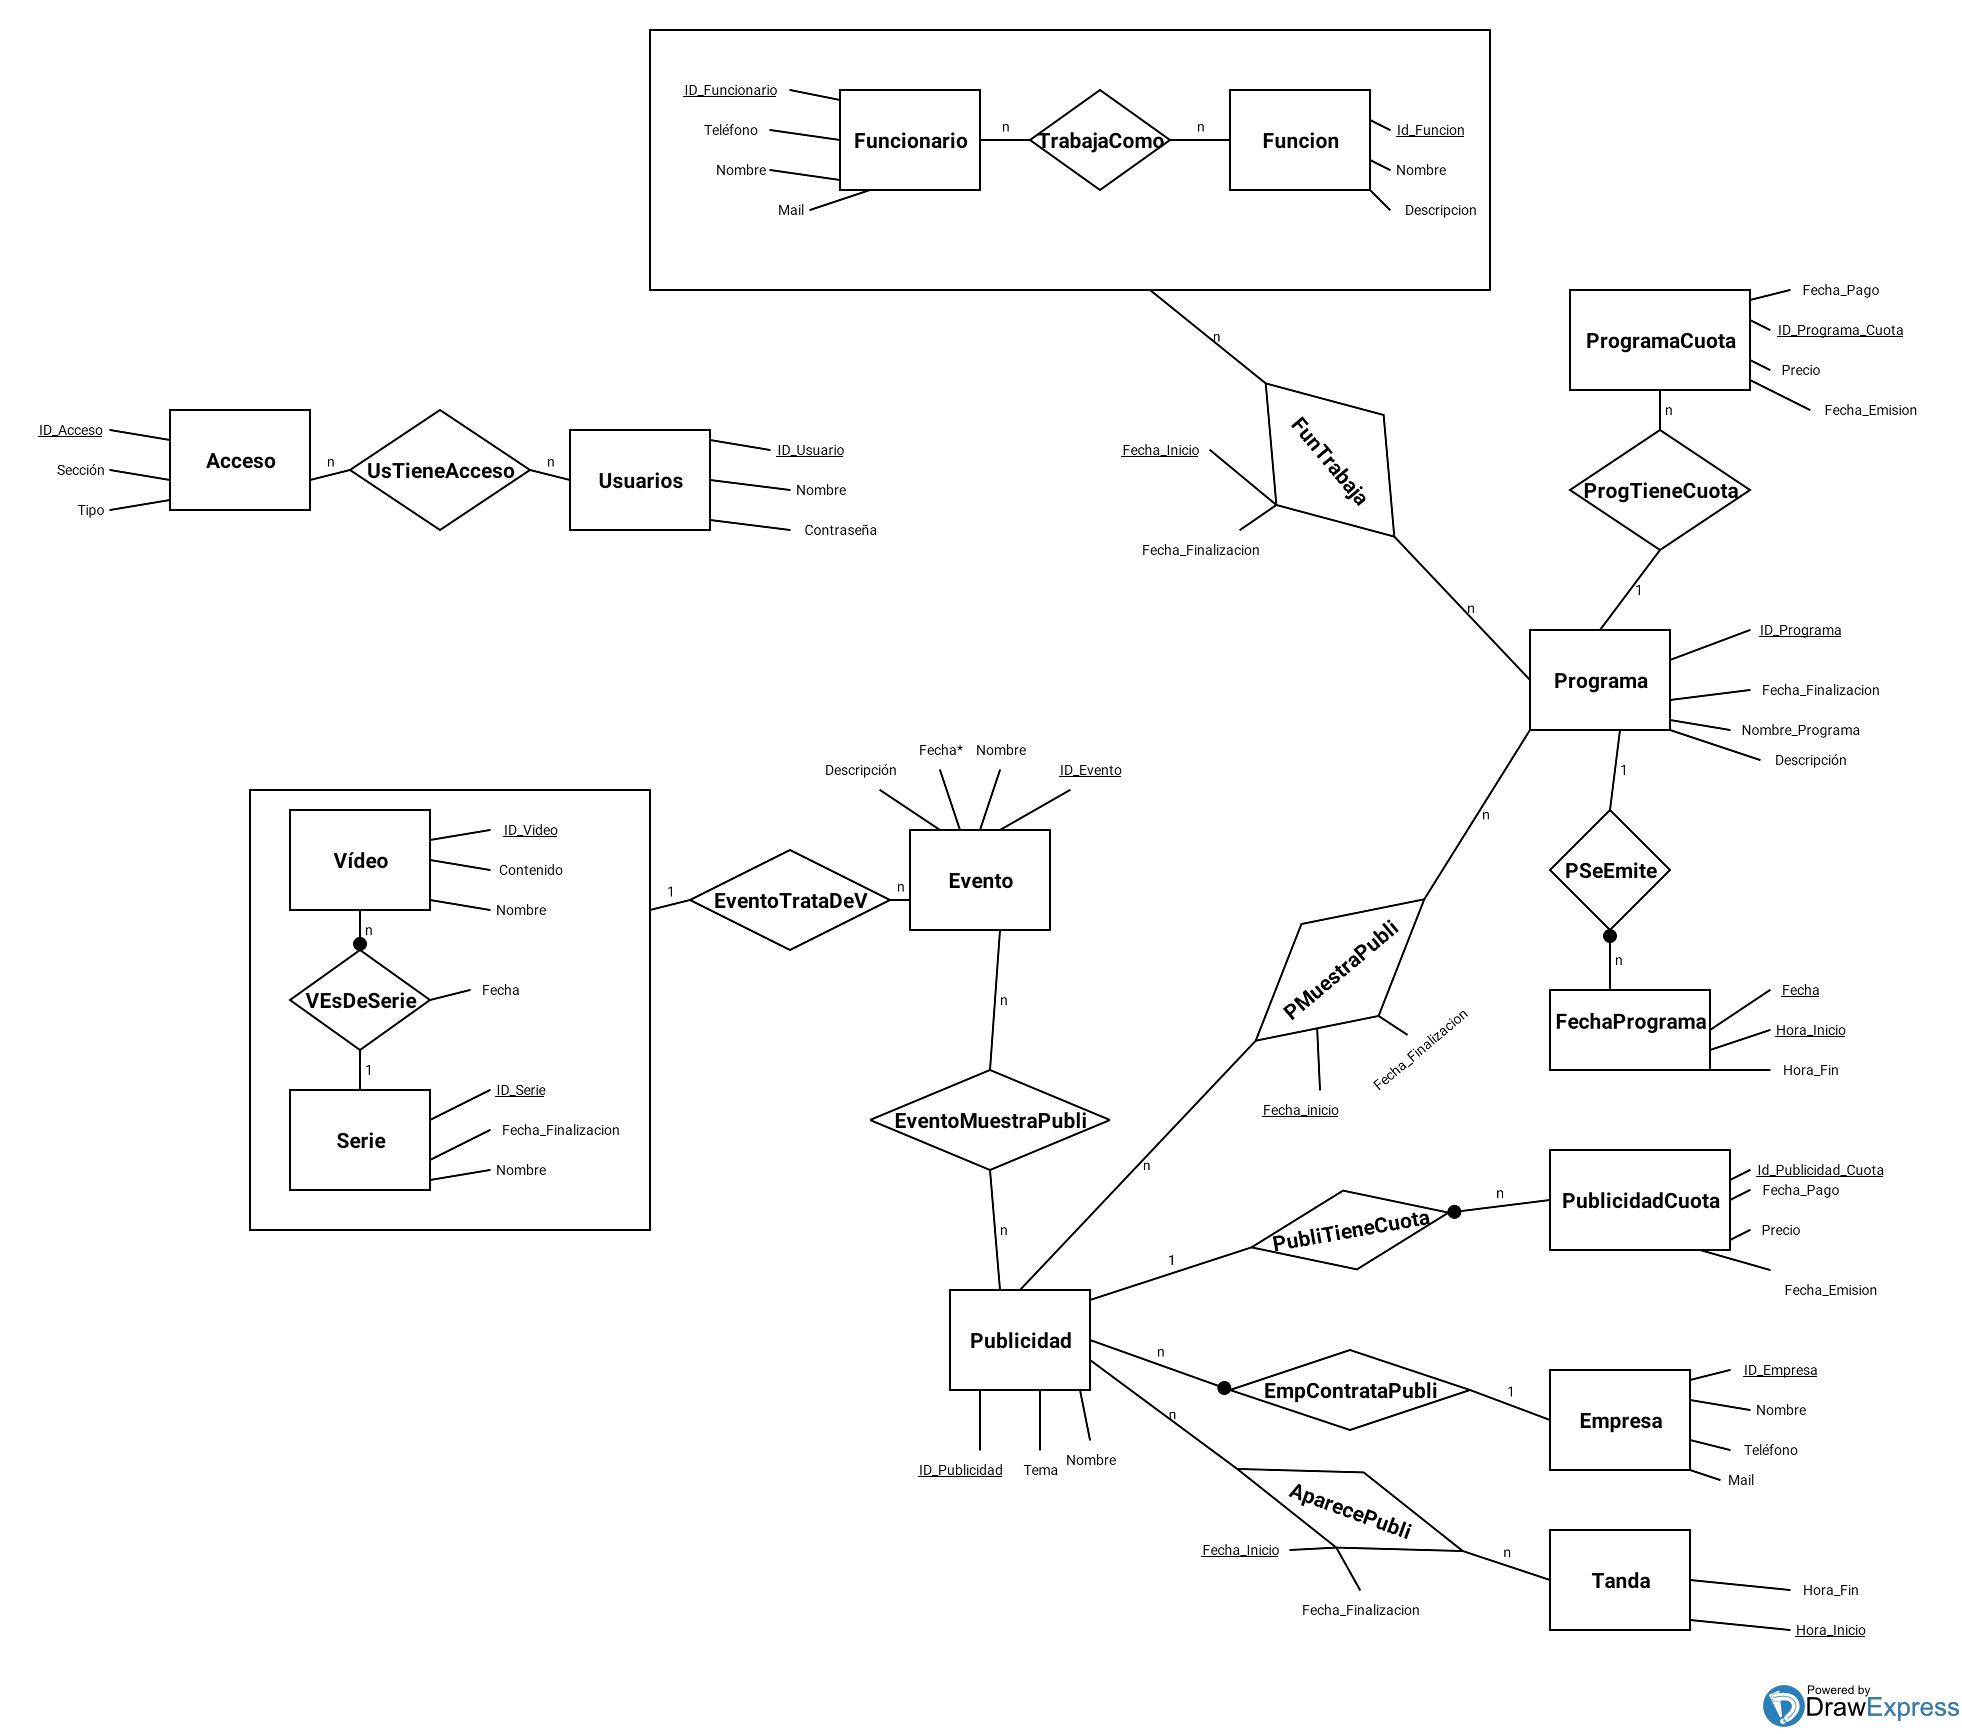 ID_Funcionario
Teléfono
Nombre
Mail
Funcionario
n
TrabajaComo
n
Funcion
Id_Funcion
Nombre
Descripcion
n
FunTrabaja
Fecha_Inicio
Fecha_Finalizacion
n
ProgramaCuota
Fecha_Pago
ID_Programa_Cuota
Precio
Fecha_Emision
n
ProgTieneCuota
1
ID_Acceso
Sección
Tipo
Acceso
n
UsTieneAcceso
n
Usuarios
ID_Usuario
Nombre
Contraseña
Programa
ID_Programa
Fecha_Finalizacion
Nombre_Programa
Descripción
1
PSeEmite
n
FechaPrograma
Fecha
Hora_Inicio
Hora_Fin
Vídeo
ID_Video
Contenido
Nombre
n
VEsDeSerie
Fecha
1
Serie
ID_Serie
Fecha_Finalizacion
Nombre
1
EventoTrataDeV
n
Descripción
Fecha*
Nombre
ID_Evento
Evento
n
EventoMuestraPubli
n
n
PMuestraPubli
Fecha_inicio
Fecha_Finalizacion
n
Publicidad
ID_Publicidad
Tema
Nombre
1
PubliTieneCuota
n
PublicidadCuota
Id_Publicidad_Cuota
Fecha_Pago
Precio
Fecha_Emision
n
EmpContrataPubli
1
Empresa
ID_Empresa
Nombre
Teléfono
Mail
n
AparecePubli
Fecha_Inicio
Fecha_Finalizacion
n
Tanda
Hora_Fin
Hora_Inicio
Powered by
DrawExpress